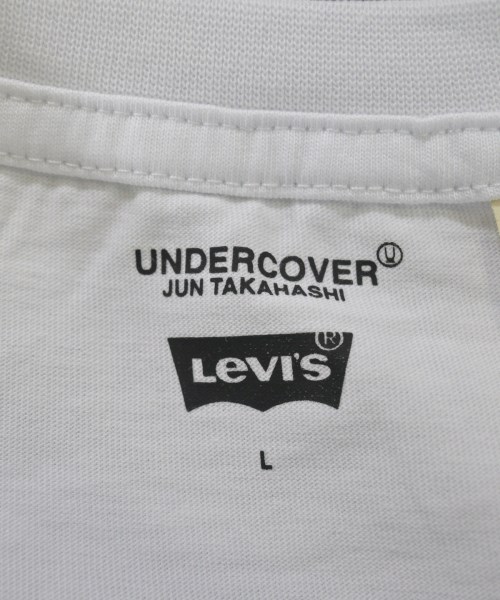 UNDERCOVER Ⓤ
JUN TAKAHASHI
Levi's ®
L